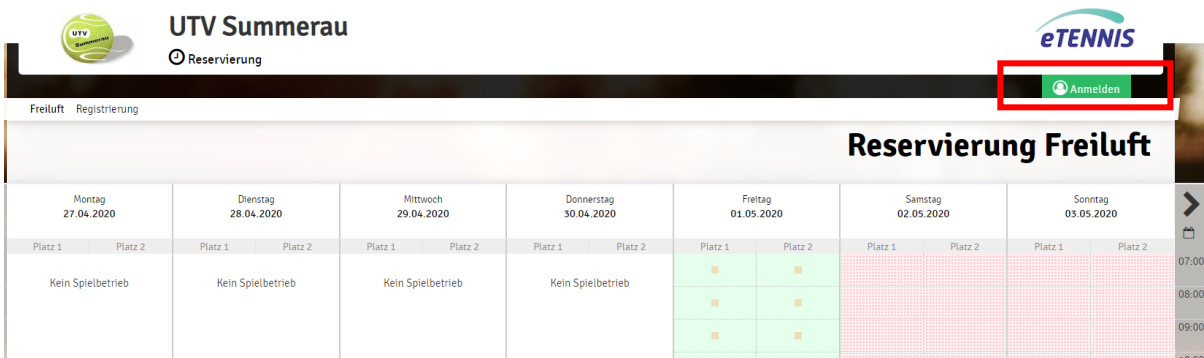 UTV
Summerau
UTV Summerau
Reservierung
eTENNIS
Anmelden
Freiluft Registrierung
Reservierung Freiluft
Montag Dienstag Mittwoch Donnerstag Freitag Samstag Sonntag
27.04.2020 28.04.2020 29.04.2020 30.04.2020 01.05.2020 02.05.2020 03.05.2020
Platz 1 Platz 2 Platz 1 Platz 2 Platz 1 Platz 2 Platz 1 Platz 2 Platz 1 Platz 2 Platz 1 Platz 2 Platz 1 Platz 2
07:00
Kein Spielbetrieb Kein Spielbetrieb Kein Spielbetrieb Kein Spielbetrieb
08:00
09:00